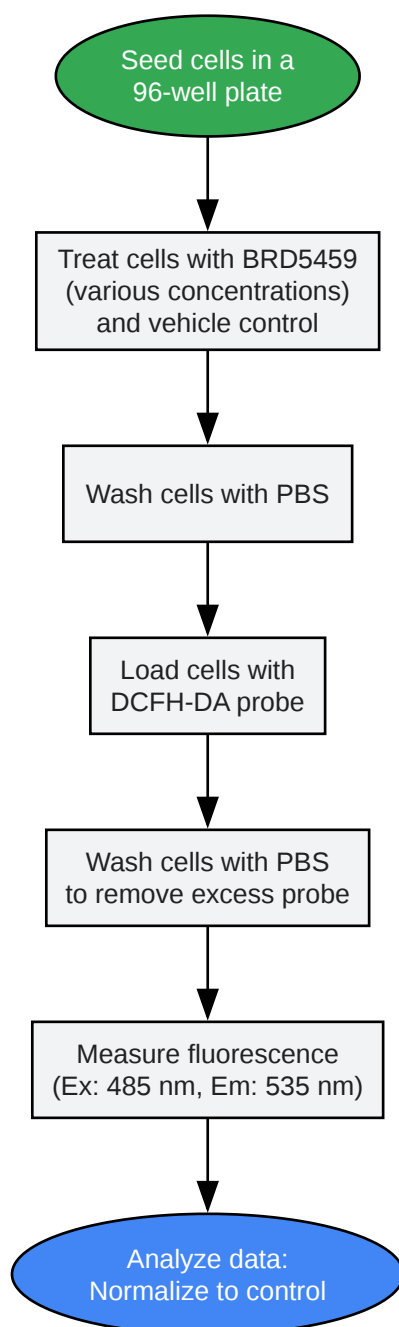 Seed cells in a
96-well plate
Treat cells with BRD5459
(various concentrations)
and vehicle control
Wash cells with PBS
Load cells with
DCFH-DA probe
Wash cells with PBS
to remove excess probe
Measure fluorescence
(Ex: 485 nm, Em: 535 nm)
Analyze data:
Normalize to control